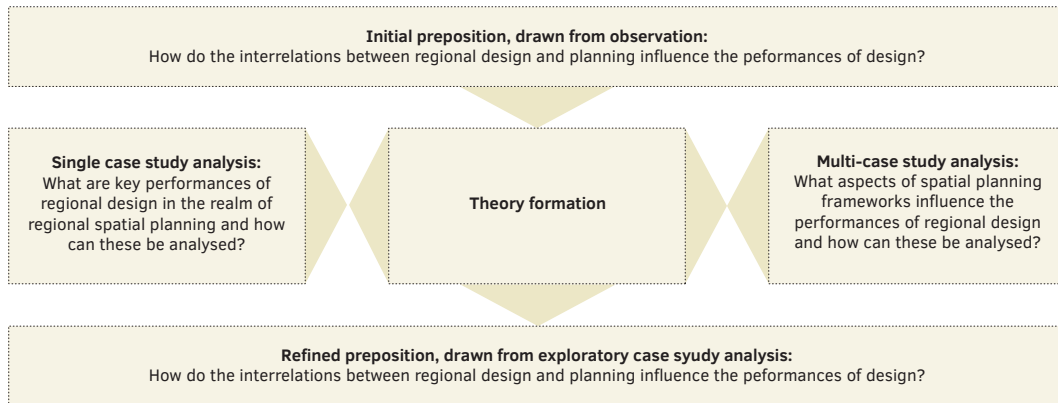 Initial preposition, drawn from observation:
How do the interrelations between regional design and planning influence the peformances of design?
Single case study analysis:
What are key performances of
regional design in the realm of
regional spatial planning and how
can these be analysed?
Theory formation
Multi-case study analysis:
What aspects of spatial planning
frameworks influence the
performances of regional design
and how can these be analysed?
Refined preposition, drawn from exploratory case syudy analysis:
How do the interrelations between regional design and planning influence the peformances of design?